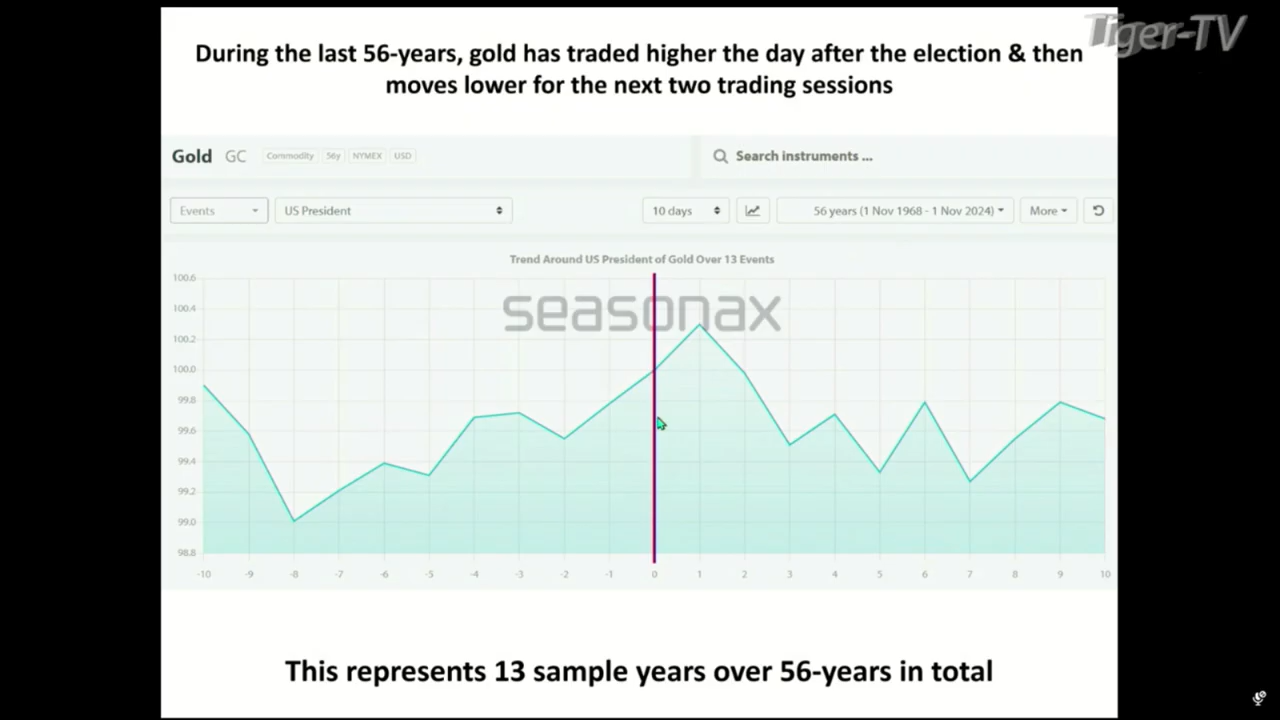 Tiger-TV
During the last 56-years, gold has traded higher the day after the election & then
moves lower for the next two trading sessions
Gold GC Commodity 56y NYMEX USD
Search instruments ...
Events US President 10 days 56 years (1 Nov 1968 - 1 Nov 2024) More
Trend Around US President of Gold Over 13 Events
seasonax
100.6
100.4
100.2
100.0
99.8
99.6
99.4
99.2
99.0
98.8
-10 -9 -8 -7 -6 -5 -4 -3 -2 -1 0 1 2 3 4 5 6 7 8 9 10
This represents 13 sample years over 56-years in total